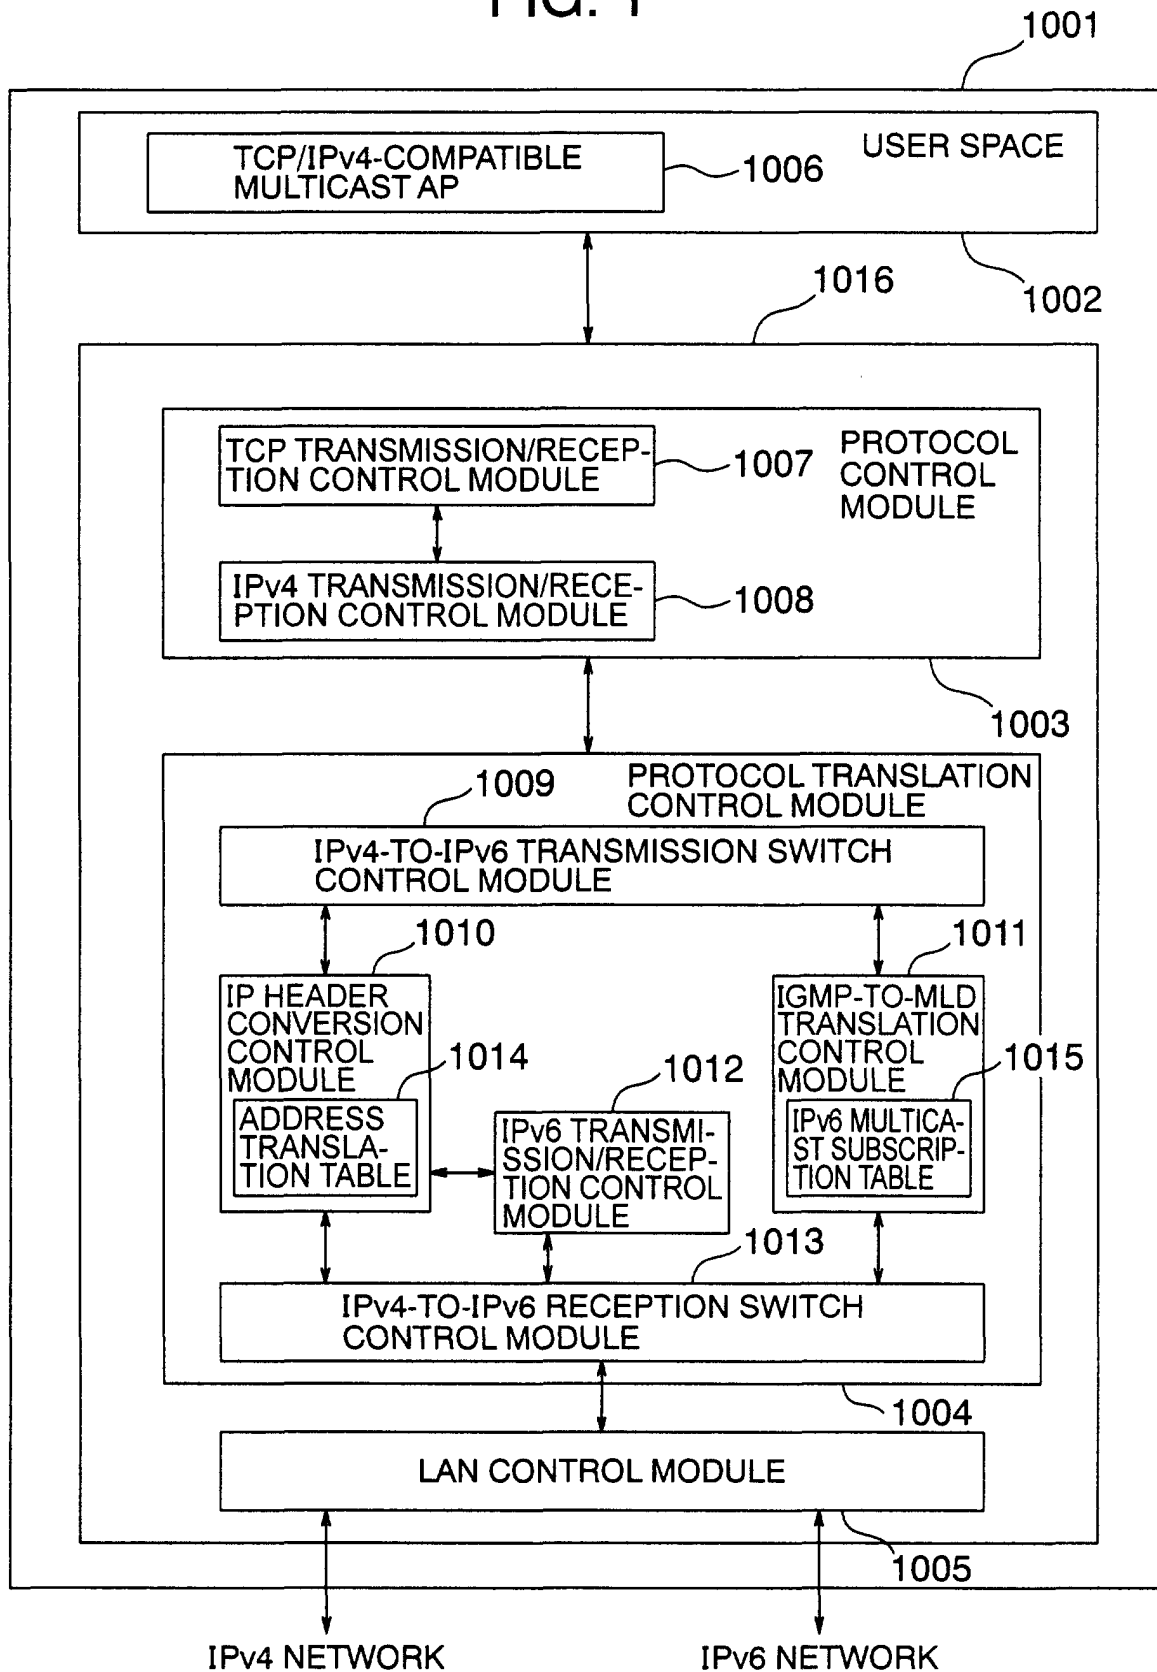 FIG. 1
1001
USER SPACE
TCP/IPv4-COMPATIBLE
MULTICAST AP
1006
1002
1016
TCP TRANSMISSION/RECEP-
TION CONTROL MODULE
1007
PROTOCOL
CONTROL
MODULE
IPv4 TRANSMISSION/RECE-
PTION CONTROL MODULE
1008
1003
PROTOCOL TRANSLATION
CONTROL MODULE
1009
IPv4-TO-IPv6 TRANSMISSION SWITCH
CONTROL MODULE
1010
1011
IP HEADER
CONVERSION
CONTROL
MODULE
1014
ADDRESS
TRANSLA-
TION TABLE
1012
IPv6 TRANSMI-
SSION/RECEP-
TION CONTROL
MODULE
IGMP-TO-MLD
TRANSLATION
CONTROL
MODULE
1015
IPv6 MULTICA-
ST SUBSCRIP-
TION TABLE
1013
IPv4-TO-IPv6 RECEPTION SWITCH
CONTROL MODULE
1004
LAN CONTROL MODULE
1005
IPv4 NETWORK
IPv6 NETWORK